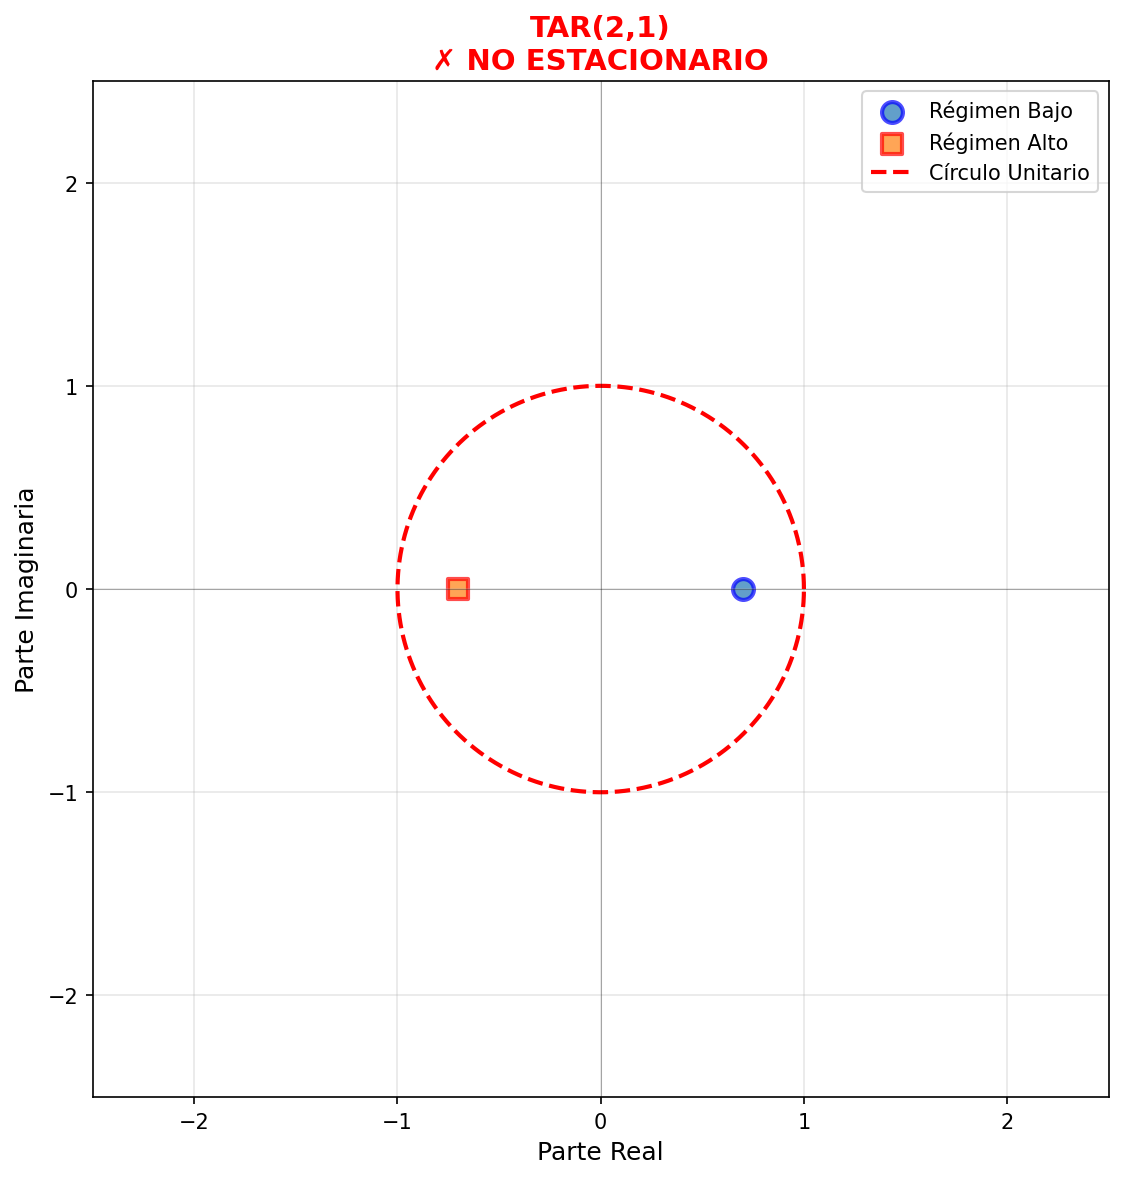 TAR(2,1)
✗ NO ESTACIONARIO
Régimen Bajo
Régimen Alto
Círculo Unitario
Parte Imaginaria
2
1
0
−1
−2
−2
−1
0
1
2
Parte Real